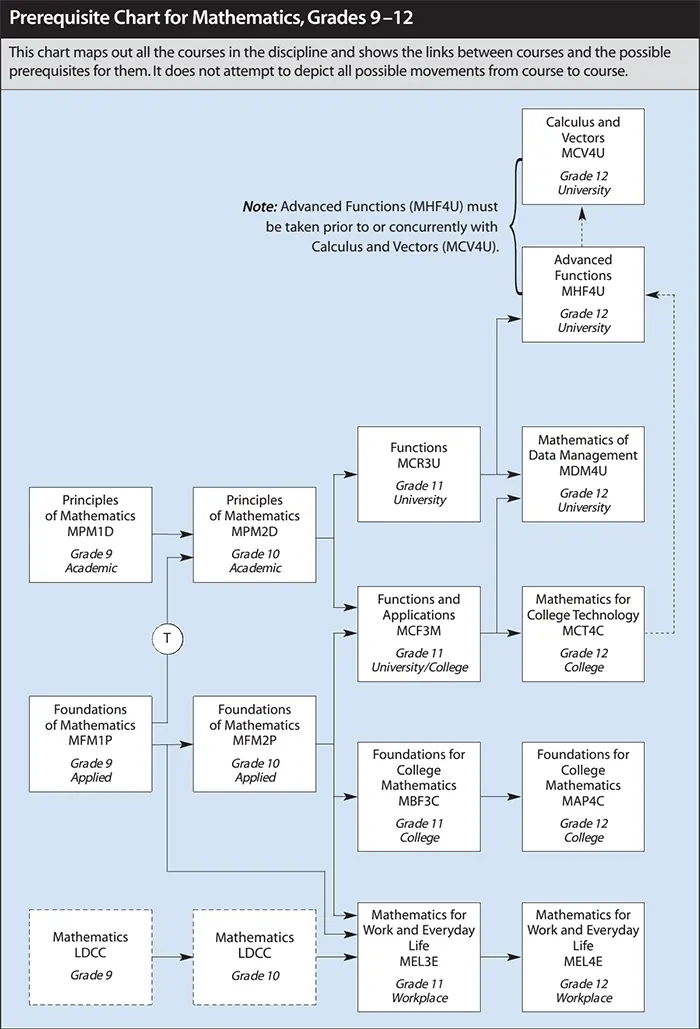 Prerequisite Chart for Mathematics, Grades 9–12
This chart maps out all the courses in the discipline and shows the links between courses and the possible
prerequisites for them. It does not attempt to depict all possible movements from course to course.
Calculus and
Vectors
MCV4U
Grade 12
University
Note: Advanced Functions (MHF4U) must
be taken prior to or concurrently with
Calculus and Vectors (MCV4U).
Advanced
Functions
MHF4U
Grade 12
University
Functions
MCR3U
Grade 11
University
Mathematics of
Data Management
MDM4U
Grade 12
University
Principles
of Mathematics
MPM1D
Grade 9
Academic
Principles
of Mathematics
MPM2D
Grade 10
Academic
Functions and
Applications
MCF3M
Grade 11
University/College
Mathematics for
College Technology
MCT4C
Grade 12
College
T
Foundations
of Mathematics
MFM1P
Grade 9
Applied
Foundations
of Mathematics
MFM2P
Grade 10
Applied
Foundations for
College
Mathematics
MBF3C
Grade 11
College
Foundations for
College
Mathematics
MAP4C
Grade 12
College
Mathematics
LDCC
Grade 9
Mathematics
LDCC
Grade 10
Mathematics for
Work and Everyday
Life
MEL3E
Grade 11
Workplace
Mathematics for
Work and Everyday
Life
MEL4E
Grade 12
Workplace